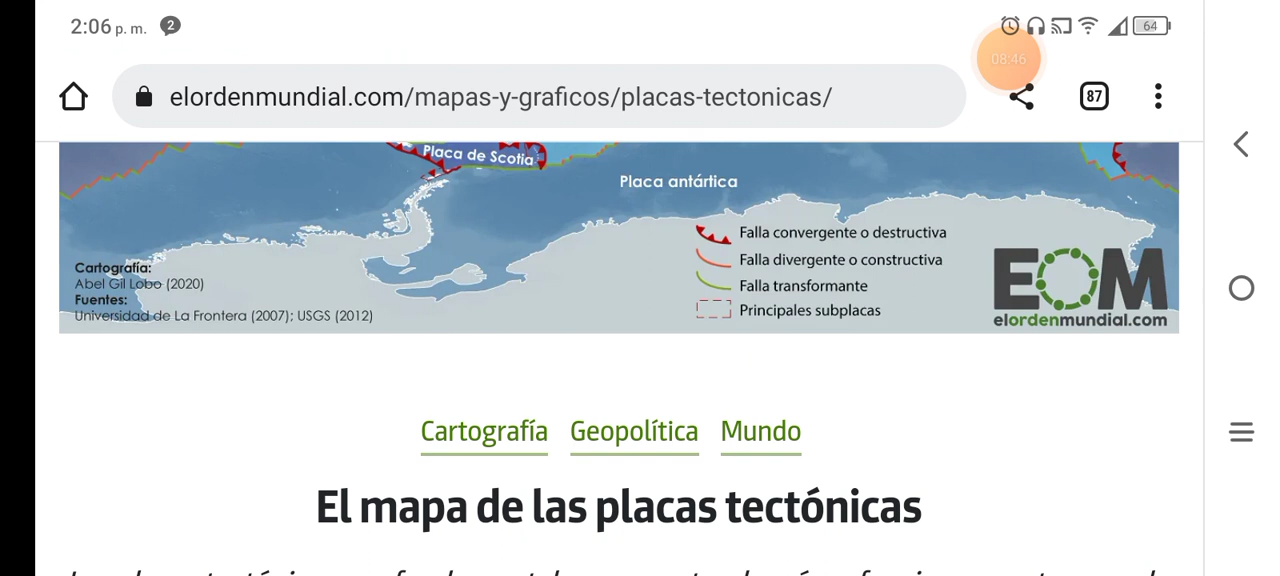 2:06 p. m. 2
64
08:46
elordenmundial.com/mapas-y-graficos/placas-tectonicas/
87
Placa de Scotia
Placa antártica
Falla convergente o destructiva
Falla divergente o constructiva
Falla transformante
Principales subplacas
Cartografía:
Abel Gil Lobo (2020)
Fuentes:
Universidad de La Frontera (2007); USGS (2012)
EOM
elordenmundial.com
Cartografía Geopolítica Mundo
El mapa de las placas tectónicas